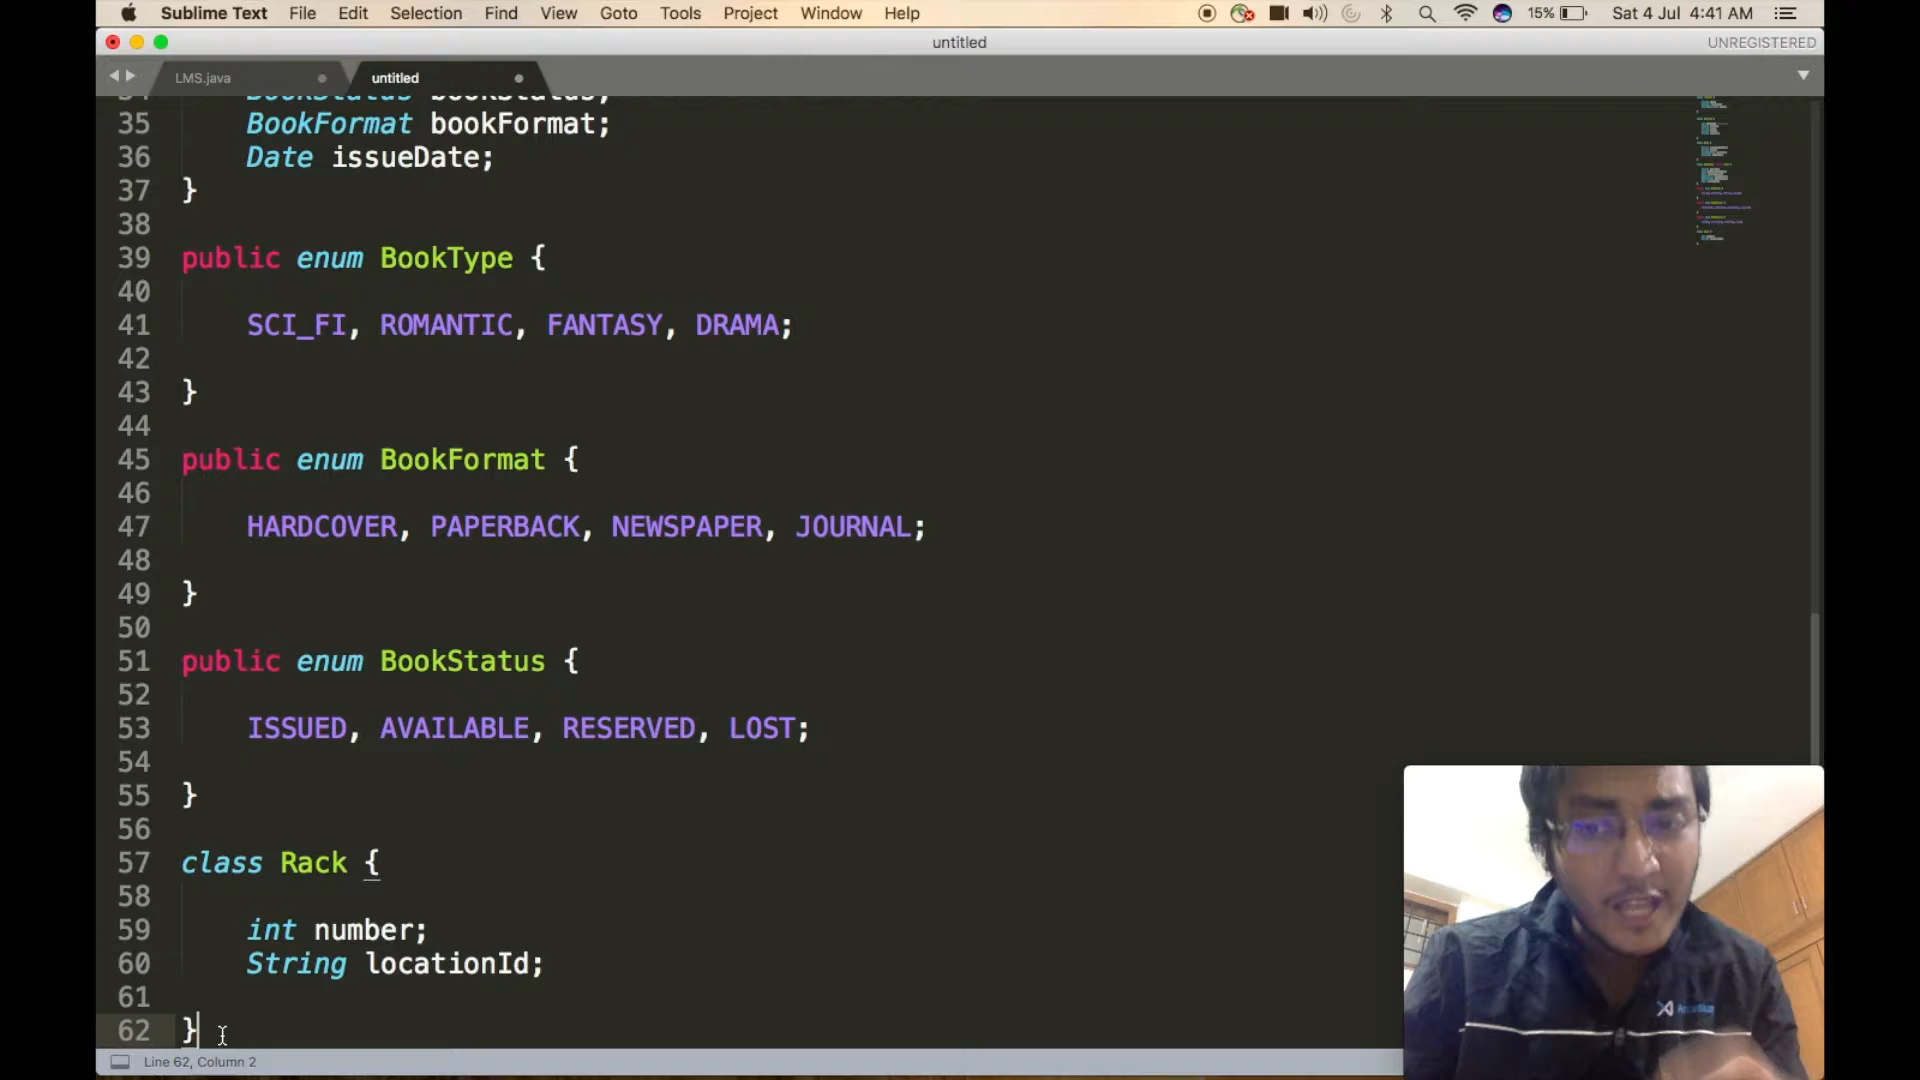 Sublime Text File Edit Selection Find View Goto Tools Project Window Help 15% Sat 4 Jul 4:41 AM
untitled UNREGISTERED
LMS.java untitled
34 BookStatus bookStatus;
35 BookFormat bookFormat;
36 Date issueDate;
37 }
38
39 public enum BookType {
40
41 SCI_FI, ROMANTIC, FANTASY, DRAMA;
42
43 }
44
45 public enum BookFormat {
46
47 HARDCOVER, PAPERBACK, NEWSPAPER, JOURNAL;
48
49 }
50
51 public enum BookStatus {
52
53 ISSUED, AVAILABLE, RESERVED, LOST;
54
55 }
56
57 class Rack {
58
59 int number;
60 String locationId;
61
62 }
Line 62, Column 2